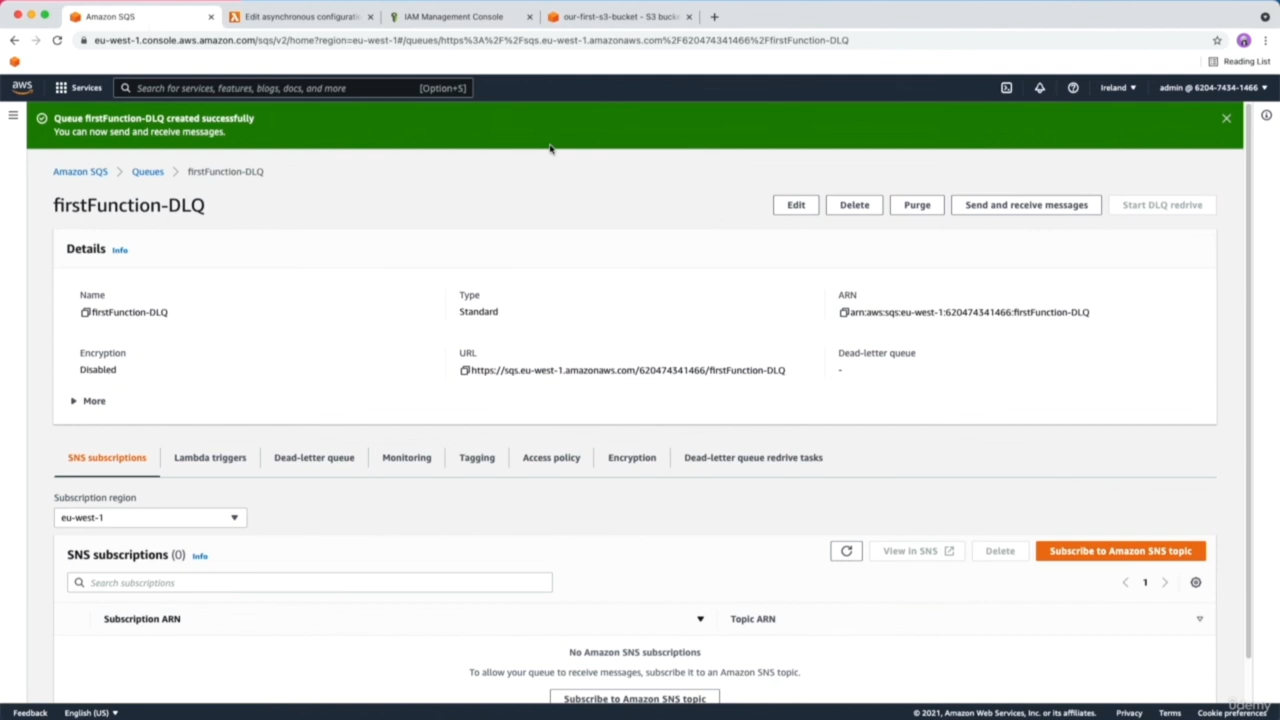 Amazon SQS
Edit asynchronous configuratio
IAM Management Console
our-first-s3-bucket - S3 bucke
eu-west-1.console.aws.amazon.com/sqs/v2/home?region=eu-west-1#/queues/https%3A%2F%2Fsqs.eu-west-1.amazonaws.com%2F620474341466%2FfirstFunction-DLQ
Reading List
aws
Services
Search for services, features, blogs, docs, and more
[Option+S]
Ireland ▼
admin @ 6204-7434-1466 ▼
Queue firstFunction-DLQ created successfully
You can now send and receive messages.
Amazon SQS > Queues > firstFunction-DLQ
firstFunction-DLQ
Edit
Delete
Purge
Send and receive messages
Start DLQ redrive
Details Info
Name
firstFunction-DLQ
Type
Standard
ARN
arn:aws:sqs:eu-west-1:620474341466:firstFunction-DLQ
Encryption
Disabled
URL
https://sqs.eu-west-1.amazonaws.com/620474341466/firstFunction-DLQ
Dead-letter queue
-
More
SNS subscriptions
Lambda triggers
Dead-letter queue
Monitoring
Tagging
Access policy
Encryption
Dead-letter queue redrive tasks
Subscription region
eu-west-1
SNS subscriptions (0) Info
View in SNS
Delete
Subscribe to Amazon SNS topic
Search subscriptions
1
Subscription ARN
Topic ARN
No Amazon SNS subscriptions
To allow your queue to receive messages, subscribe it to an Amazon SNS topic.
Subscribe to Amazon SNS topic
Feedback
English (US) ▼
© 2021, Amazon Web Services, Inc. or its affiliates.
Privacy
Terms
Cookie preferences
udemy